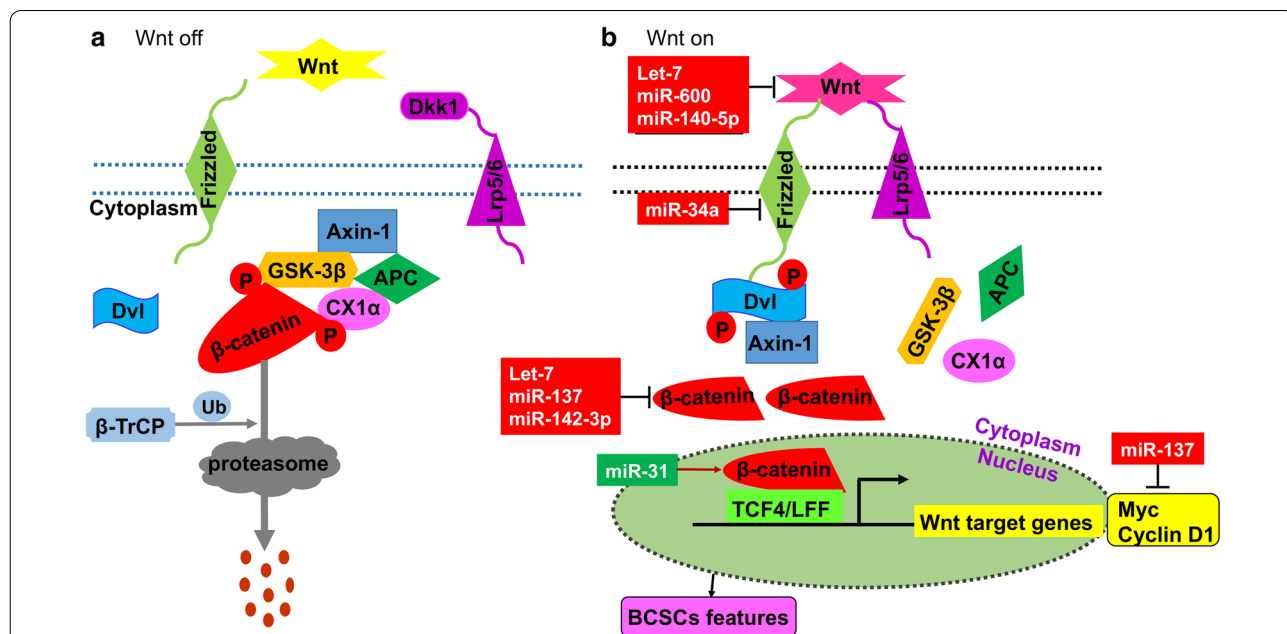 a Wnt off
Wnt
Dkk1
Frizzled
Lrp5/6
Cytoplasm
Axin-1
P
GSK-3β
APC
CX1α
Dvl
β-catenin
P
Ub
β-TrCP
proteasome
b Wnt on
Let-7
miR-600
miR-140-5p
Wnt
Frizzled
Lrp5/6
miR-34a
P
Dvl
P
Axin-1
GSK-3β
APC
CX1α
Let-7
miR-137
miR-142-3p
β-catenin
β-catenin
Cytoplasm
Nucleus
miR-137
miR-31
β-catenin
TCF4/LFF
Wnt target genes
Myc
Cyclin D1
BCSCs features